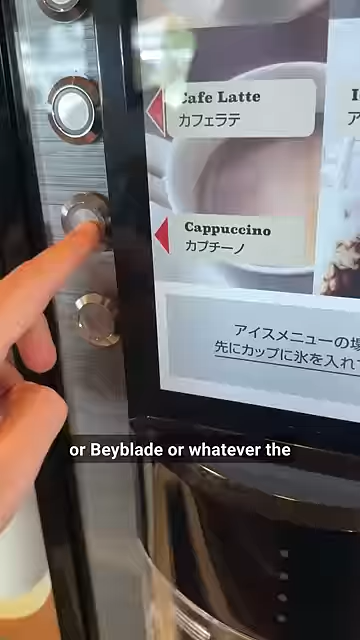 Cafe Latte
カフェラテ
Cappuccino
カプチーノ
I
ア
アイスメニューの場
先にカップに氷を入れ
or Beyblade or whatever the